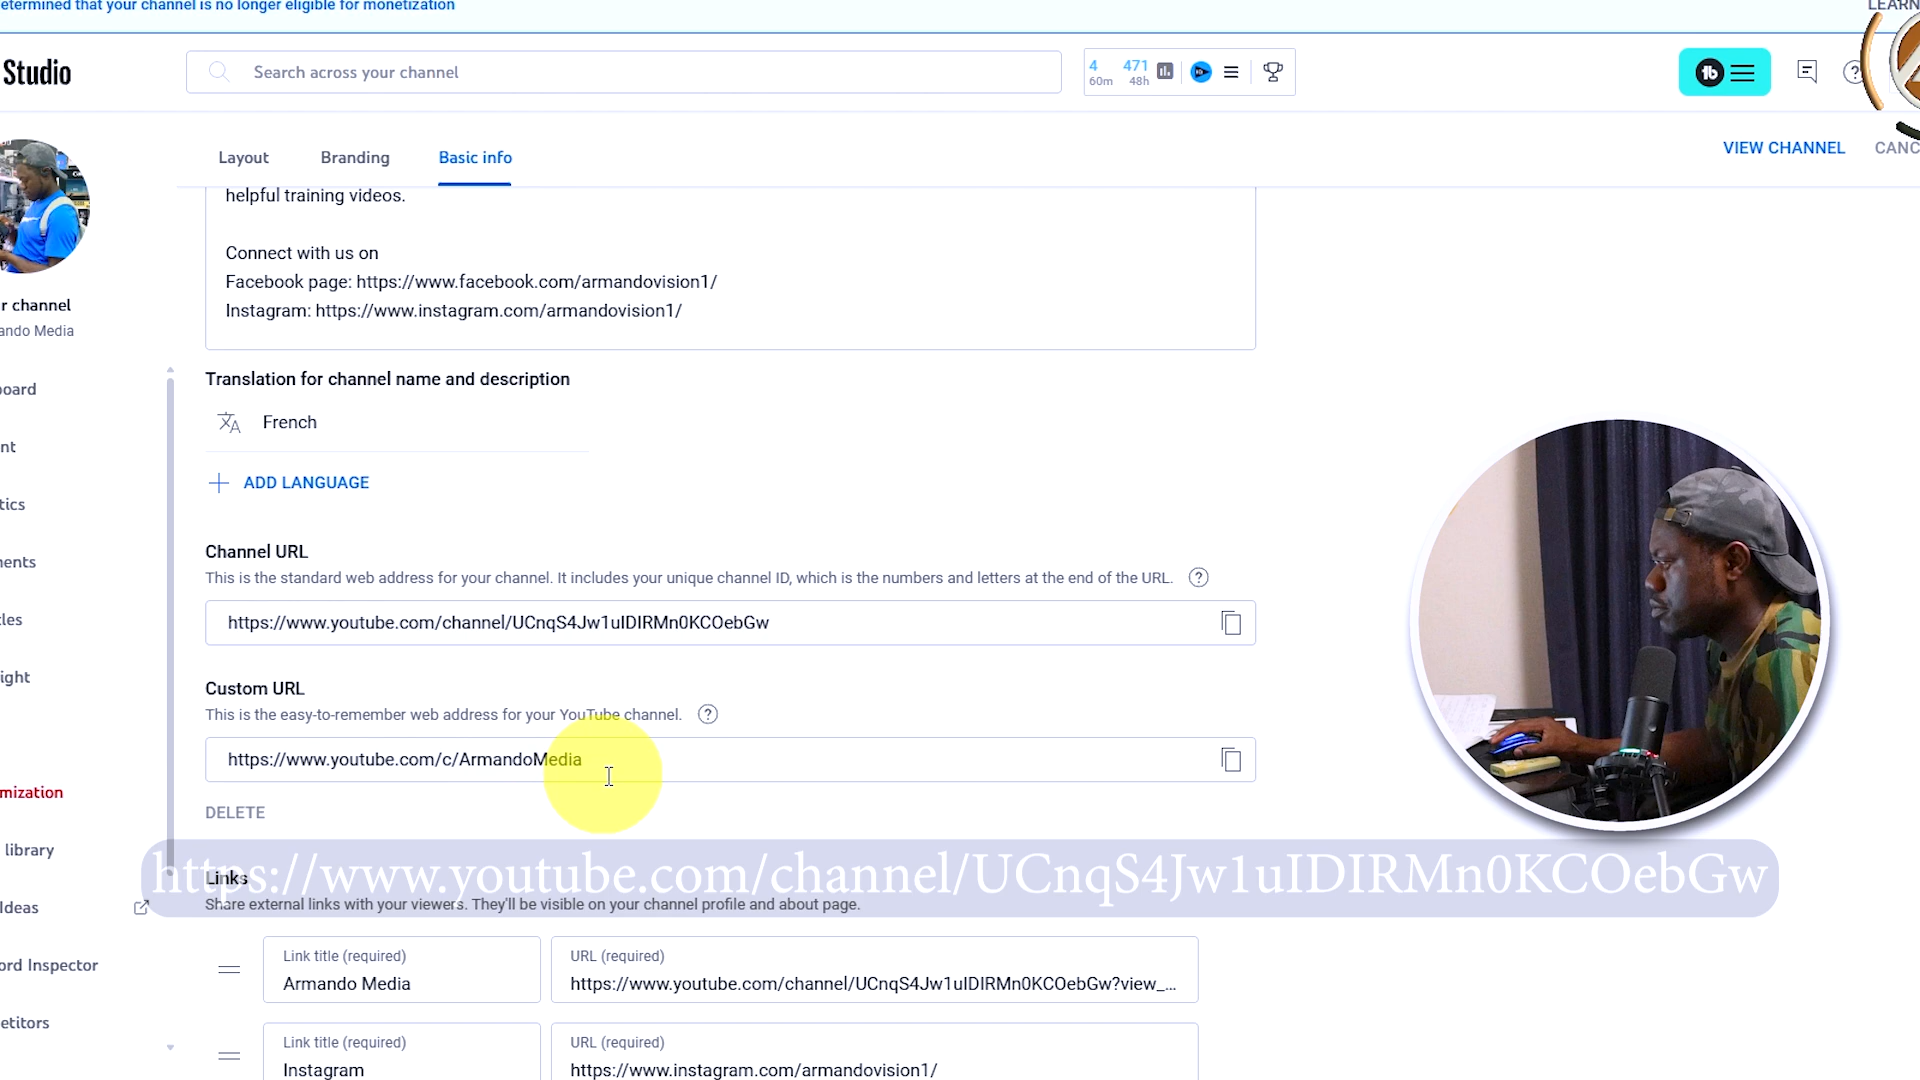 etermined that your channel is no longer eligible for monetization
LEARN
Studio
Search across your channel
4
60m
471
48h
Layout
Branding
Basic info
VIEW CHANNEL
CANC
helpful training videos.
Connect with us on
Facebook page: https://www.facebook.com/armandovision1/
Instagram: https://www.instagram.com/armandovision1/
r channel
ando Media
Translation for channel name and description
French
ADD LANGUAGE
oard
nt
tics
ents
les
ight
mization
library
Ideas
ord Inspector
etitors
Channel URL
This is the standard web address for your channel. It includes your unique channel ID, which is the numbers and letters at the end of the URL.
https://www.youtube.com/channel/UCnqS4Jw1uIDIRMn0KCOebGw
Custom URL
This is the easy-to-remember web address for your YouTube channel.
https://www.youtube.com/c/ArmandoMedia
DELETE
https://www.youtube.com/channel/UCnqS4Jw1uIDIRMn0KCOebGw
Links
Share external links with your viewers. They'll be visible on your channel profile and about page.
Link title (required)
Armando Media
URL (required)
https://www.youtube.com/channel/UCnqS4Jw1uIDIRMn0KCOebGw?view_...
Link title (required)
Instagram
URL (required)
https://www.instagram.com/armandovision1/